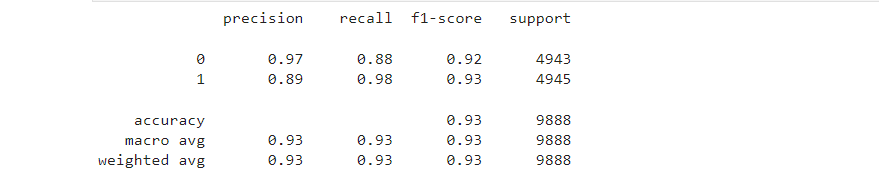 precision recall f1-score support
0 0.97 0.88 0.92 4943
1 0.89 0.98 0.93 4945
accuracy 0.93 9888
macro avg 0.93 0.93 0.93 9888
weighted avg 0.93 0.93 0.93 9888